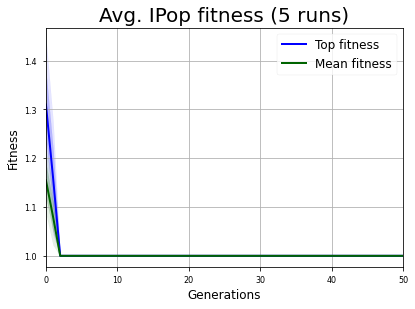 Avg. IPop fitness (5 runs)
Top fitness
Mean fitness
1.4
1.3
1.2
1.1
1.0
Fitness
0 10 20 30 40 50
Generations